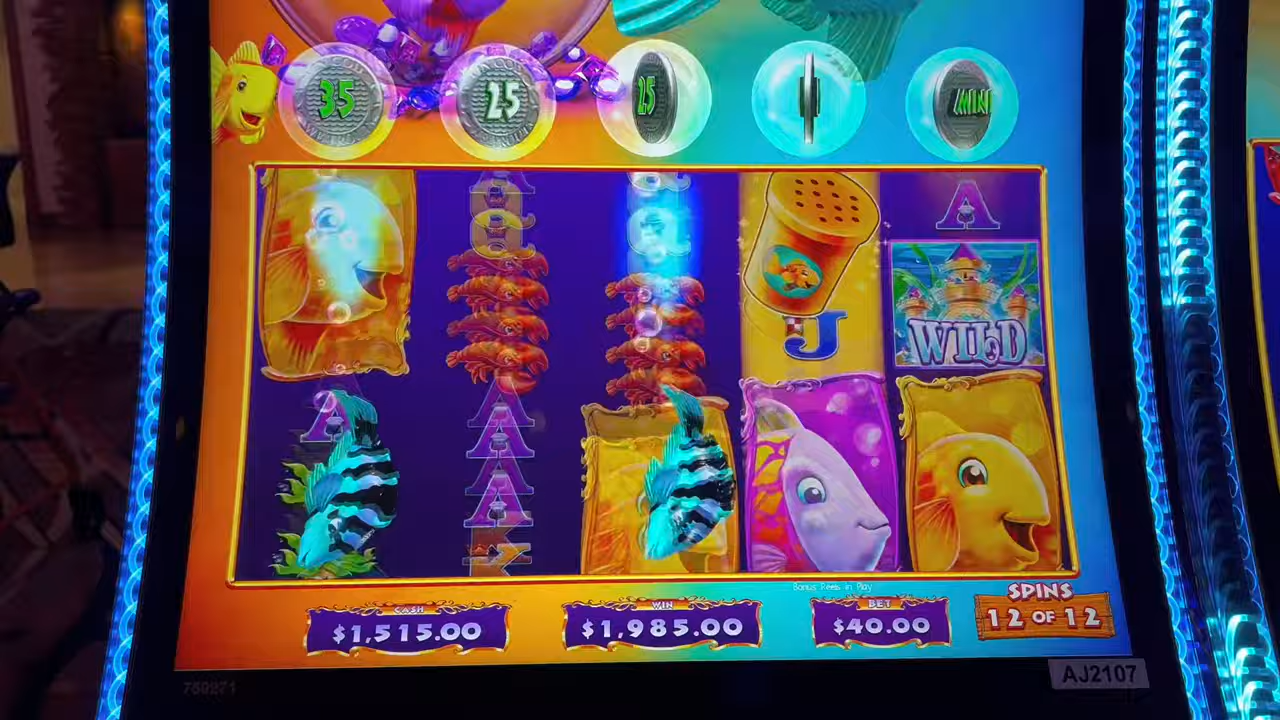 35
25
25
MINI
Q
Q
A
Q
Q
J
WILD
A
A
A
A
K
Bonus Reels In Play
CASH
$1,515.00
WIN
$1,985.00
BET
$40.00
SPINS
12 OF 12
AJ2107
750271